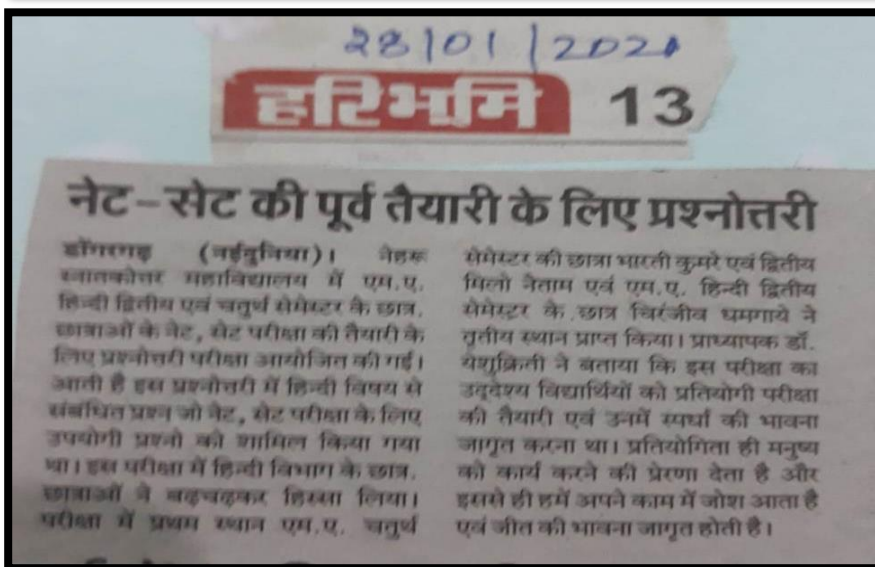 28/01/2021
हरिभूमि 13
नेट-सेट की पूर्व तैयारी के लिए प्रश्नोत्तरी
डोंगरगढ़ (नईदुनिया)। नेहरू
स्नातकोत्तर महाविद्यालय में एम.ए.
हिन्दी द्वितीय एवं चतुर्थ सेमेस्टर के छात्र,
छात्राओं के नेट, सेट परीक्षा की तैयारी के
लिए प्रश्नोत्तरी परीक्षा आयोजित की गई।
आती है इस प्रश्नोत्तरी में हिन्दी विषय से
संबंधित प्रश्न जो नेट, सेट परीक्षा के लिए
उपयोगी प्रश्नो को शामिल किया गया
था। इस परीक्षा में हिन्दी विभाग के छात्र,
छात्राओं ने बढ़चढ़कर हिस्सा लिया।
परीक्षा में प्रथम स्थान एम.ए. चतुर्थ
सेमेस्टर की छात्रा भारती कुमरे एवं द्वितीय
मिलो नैताम एवं एम.ए. हिन्दी द्वितीय
सेमेस्टर के छात्र चिरंजीव धमगाये ने
तृतीय स्थान प्राप्त किया। प्राध्यापक डॉ.
येशुक्रिती ने बताया कि इस परीक्षा का
उद्देश्य विद्यार्थियों को प्रतियोगी परीक्षा
की तैयारी एवं उनमें स्पर्धा की भावना
जागृत करना था। प्रतियोगिता ही मनुष्य
को कार्य करने की प्रेरणा देता है और
इससे ही हमें अपने काम में जोश आता है
एवं जीत की भावना जागृत होती है।